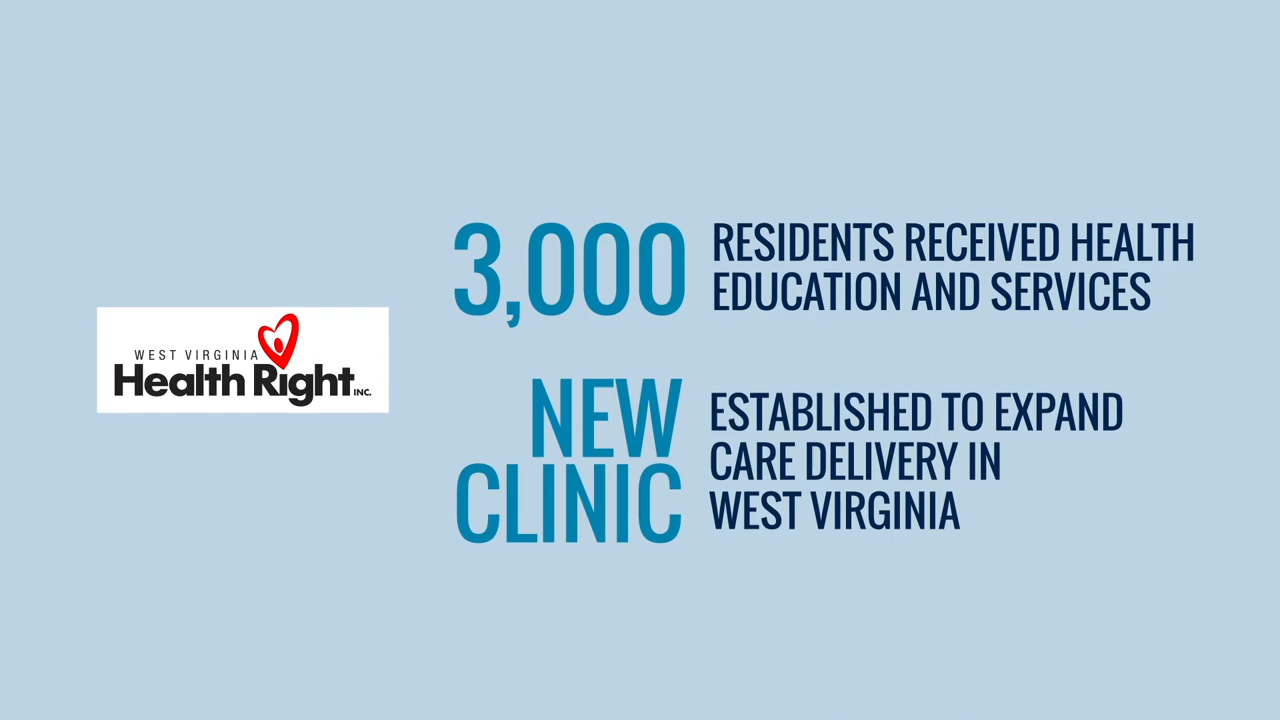 WEST VIRGINIA
Health Right INC.
3,000
RESIDENTS RECEIVED HEALTH
EDUCATION AND SERVICES
NEW
CLINIC
ESTABLISHED TO EXPAND
CARE DELIVERY IN
WEST VIRGINIA